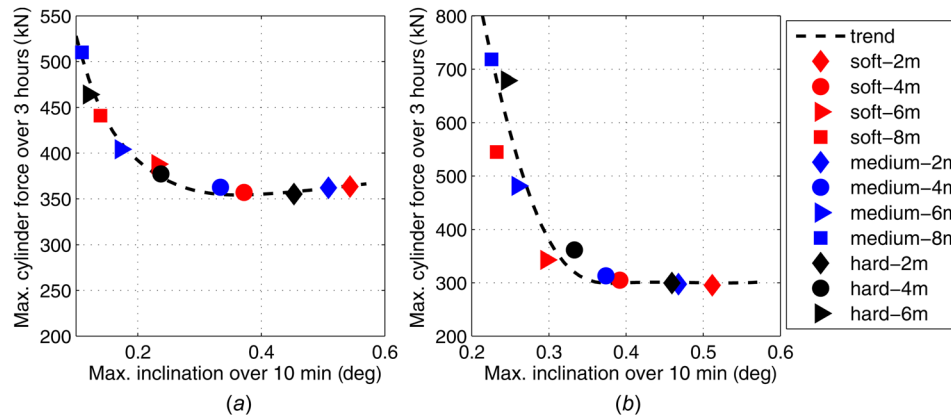 550
500
450
400
350
300
250
200
0.2
0.4
0.6
Max. cylinder force over 3 hours (kN)
Max. inclination over 10 min (deg)
(a)
800
700
600
500
400
300
200
0.2
0.3
0.4
0.5
0.6
Max. cylinder force over 3 hours (kN)
Max. inclination over 10 min (deg)
(b)
trend
soft-2m
soft-4m
soft-6m
soft-8m
medium-2m
medium-4m
medium-6m
medium-8m
hard-2m
hard-4m
hard-6m